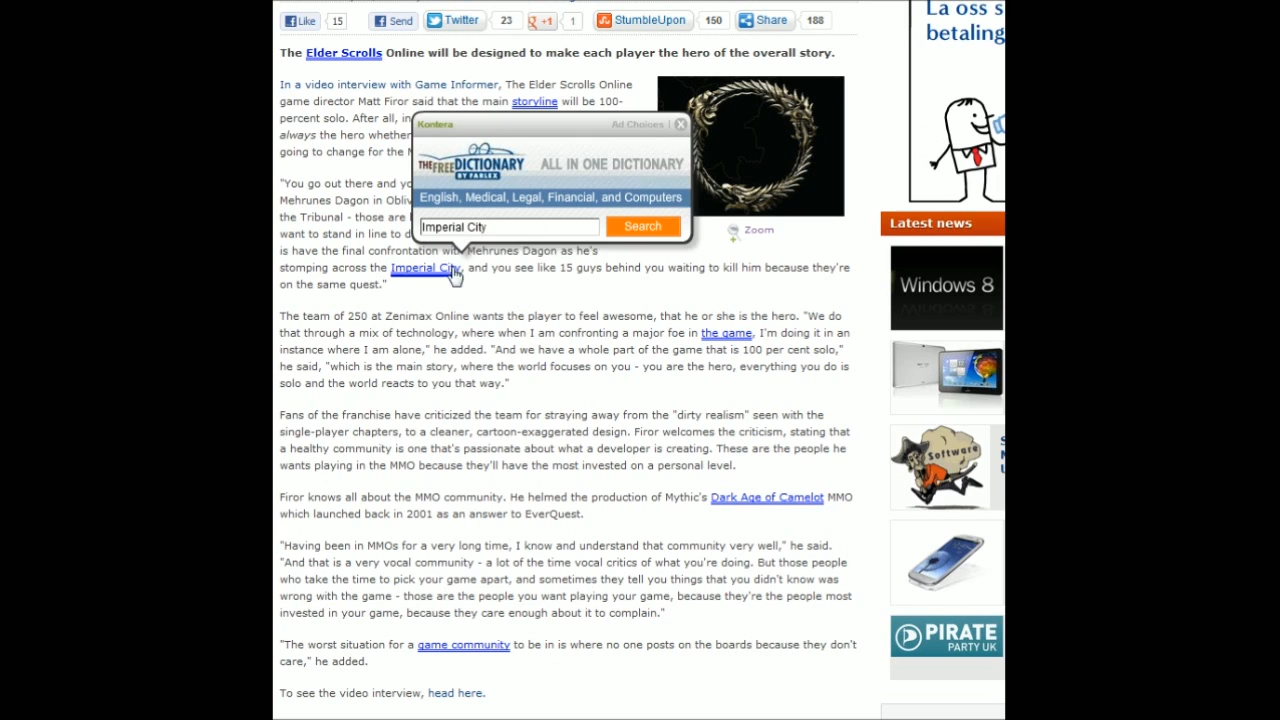 Like 15 Send Twitter 23 +1 1 StumbleUpon 150 Share 188
The Elder Scrolls Online will be designed to make each player the hero of the overall story.
In a video interview with Game Informer, The Elder Scrolls Online
game director Matt Firor said that the main storyline will be 100-
percent solo. After all, in
always the hero whether
going to change for the
"You go out there and
Mehrunes Dagon in
the Tribunal - those are
want to stand in line to
is have the final confrontation with Mehrunes Dagon as he's
stomping across the Imperial City, and you see like 15 guys behind you waiting to kill him because they're
on the same quest."
Kontera Ad Choices | X
THE FREE DICTIONARY BY FARLEX ALL IN ONE DICTIONARY
English, Medical, Legal, Financial, and Computers
Imperial City Search
Zoom
The team of 250 at Zenimax Online wants the player to feel awesome, that he or she is the hero. "We do
that through a mix of technology, where when I am confronting a major foe in the game, I'm doing it in an
instance where I am alone," he added. "And we have a whole part of the game that is 100 per cent solo,"
he said, "which is the main story, where the world focuses on you - you are the hero, everything you do is
solo and the world reacts to you that way."
Fans of the franchise have criticized the team for straying away from the "dirty realism" seen with the
single-player chapters, to a cleaner, cartoon-exaggerated design. Firor welcomes the criticism, stating that
a healthy community is one that's passionate about what a developer is creating. These are the people he
wants playing in the MMO because they'll have the most invested on a personal level.
Firor knows all about the MMO community. He helmed the production of Mythic's Dark Age of Camelot MMO
which launched back in 2001 as an answer to EverQuest.
"Having been in MMOs for a very long time, I know and understand that community very well," he said.
"And that is a very vocal community - a lot of the time vocal critics of what you're doing. But those people
who take the time to pick your game apart, and sometimes they tell you things that you didn't know was
wrong with the game - those are the people you want playing your game, because they're the people most
invested in your game, because they care enough about it to complain."
"The worst situation for a game community to be in is where no one posts on the boards because they don't
care," he added.
To see the video interview, head here.
La oss s
betaling
Latest news
Windows 8
Software
PIRATE
PARTY UK